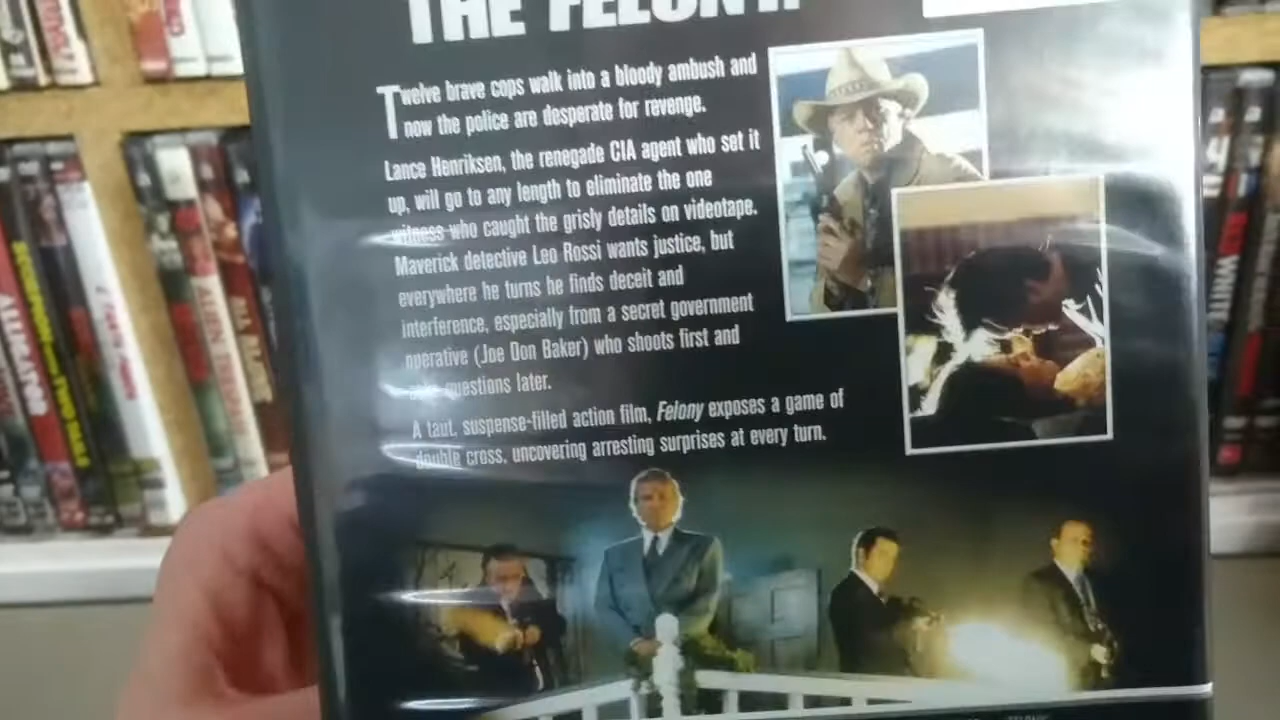 THE FELONY.
Twelve brave cops walk into a bloody ambush and
now the police are desperate for revenge.
Lance Henriksen, the renegade CIA agent who set it
up, will go to any length to eliminate the one
witness who caught the grisly details on videotape.
Maverick detective Leo Rossi wants justice, but
everywhere he turns he finds deceit and
interference, especially from a secret government
operative (Joe Don Baker) who shoots first and
asks questions later.
A taut, suspense-filled action film, Felony exposes a game of
double cross, uncovering arresting surprises at every turn.